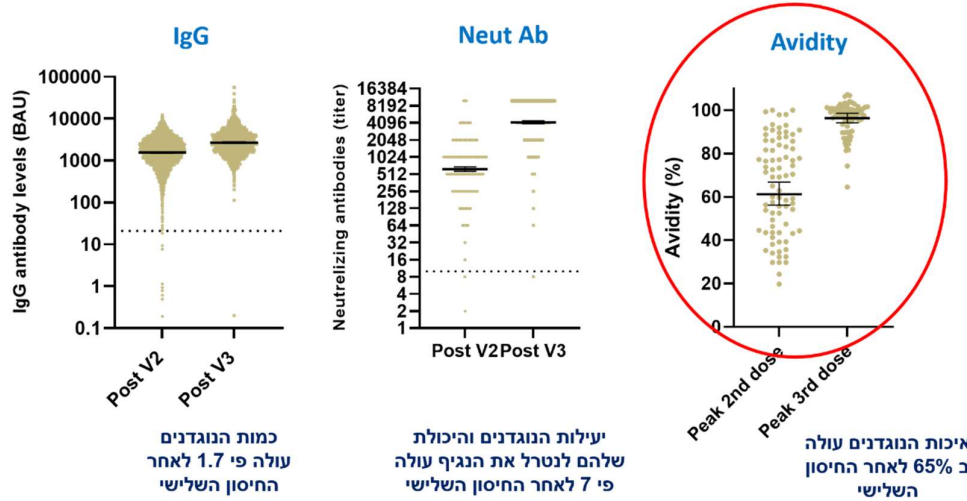 IgG
IgG antibody levels (BAU)
100000
10000
1000
100
10
1
0.1
Post V2
Post V3
כמות הנוגדנים
עולה פי 1.7 לאחר
החיסון השלישי
Neut Ab
Neutrelizing antibodies (titer)
16384
8192
4096
2048
1024
512
256
128
64
32
16
8
4
2
1
Post V2
Post V3
יעילות הנוגדנים והיכולת
שלהם לנטרל את הנגיף עולה
פי 7 לאחר החיסון השלישי
Avidity
Avidity (%)
100
80
60
40
20
0
Peak 2nd dose
Peak 3rd dose
איכות הנוגדנים עולה
ב 65% לאחר החיסון
השלישי